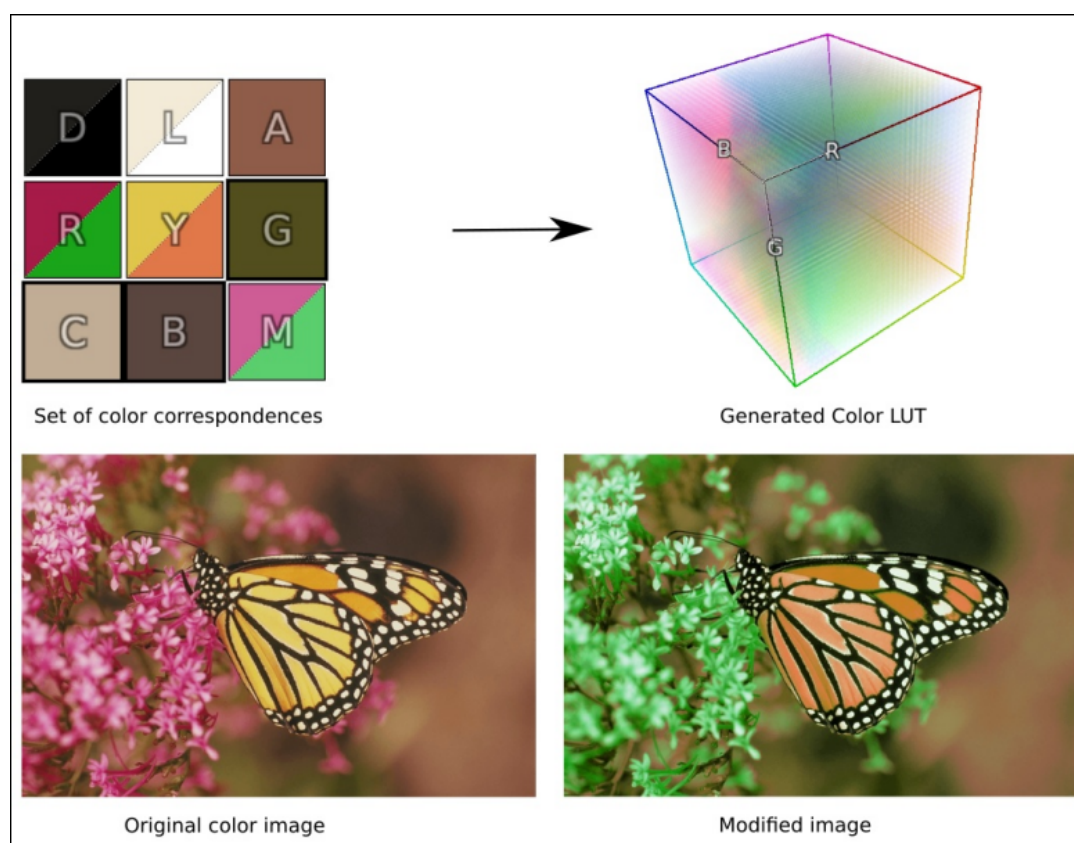 D L A
R Y G
C B M
B R
G
Set of color correspondences
Generated Color LUT
Original color image
Modified image